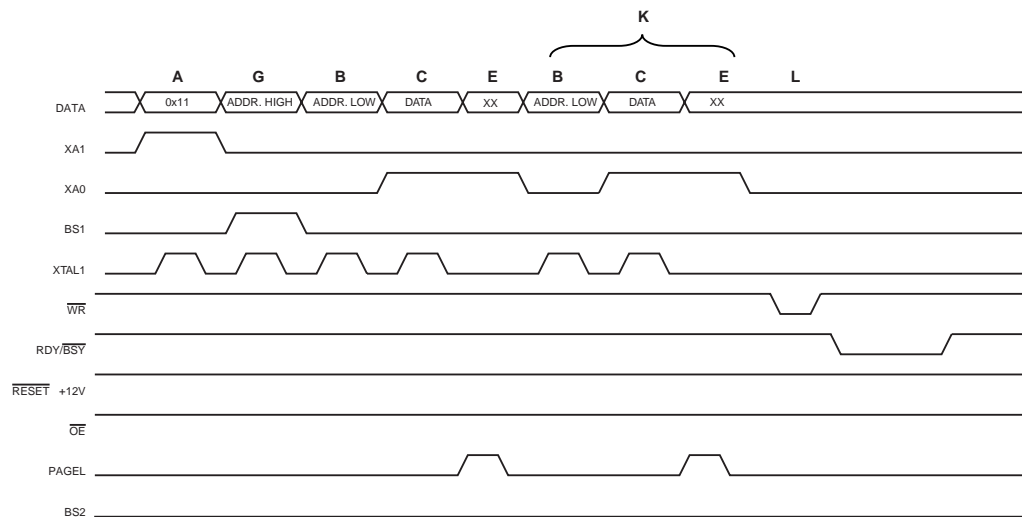 K
A G B C E B C E L
DATA 0x11 ADDR. HIGH ADDR. LOW DATA XX ADDR. LOW DATA XX
XA1
XA0
BS1
XTAL1
WR
RDY/BSY
RESET +12V
OE
PAGEL
BS2